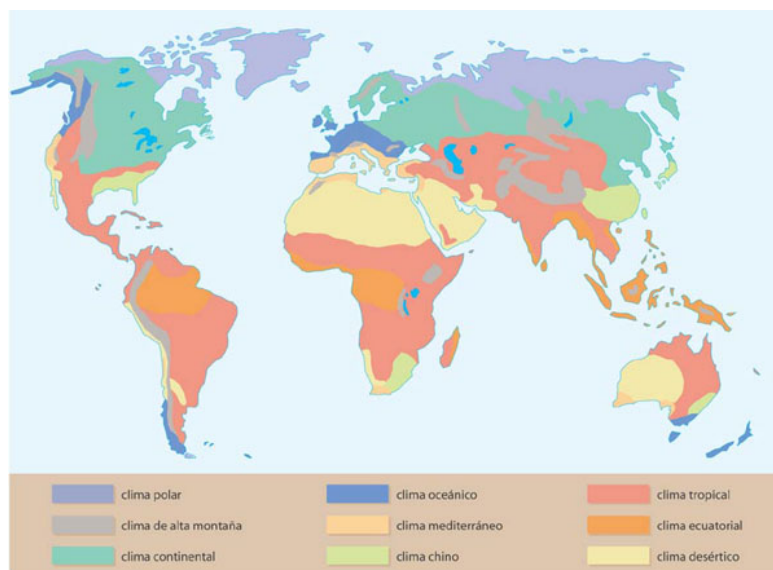 clima polar
clima oceánico
clima tropical
clima de alta montaña
clima mediterráneo
clima ecuatorial
clima continental
clima chino
clima desértico